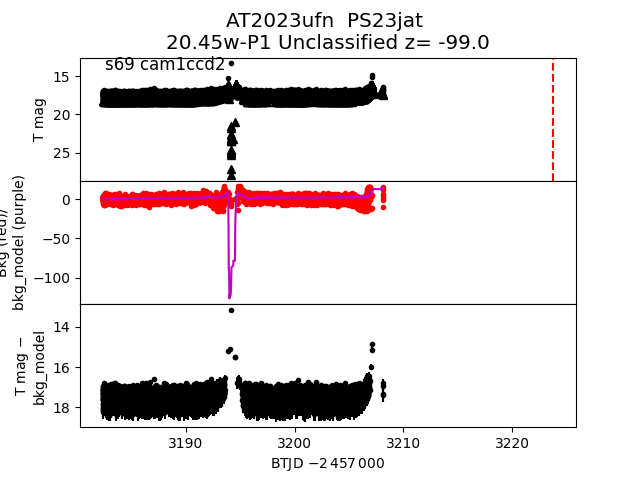 AT2023ufn  PS23jat
20.45w-P1 Unclassified z= -99.0
s69 cam1ccd2
15
20
25
T mag
0
−50
−100
Bkg (red)/
bkg_model (purple)
14
16
18
T mag −
bkg_model
3190
3200
3210
3220
BTJD −2 457 000